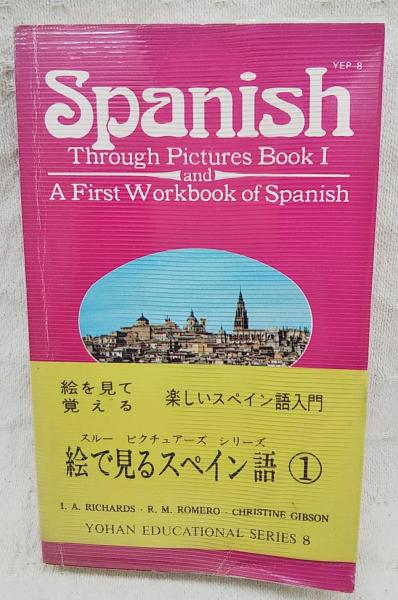 YEP-8
Spanish
Through Pictures Book I
and
A First Workbook of Spanish
絵を見て
覚える
楽しいスペイン語入門
スルー ピクチュアーズ シリーズ
絵で見るスペイン語 ①
I. A. RICHARDS · R. M. ROMERO · CHRISTINE GIBSON
YOHAN EDUCATIONAL SERIES 8